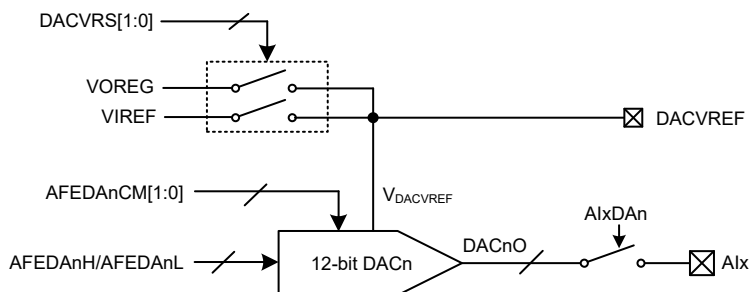 DACVRS[1:0]
VOREG
VIREF
DACVREF
AFEDAnCM[1:0]
VDACVREF
AIxDAn
DACnO
AFEDAnH/AFEDAnL
12-bit DACn
AIx